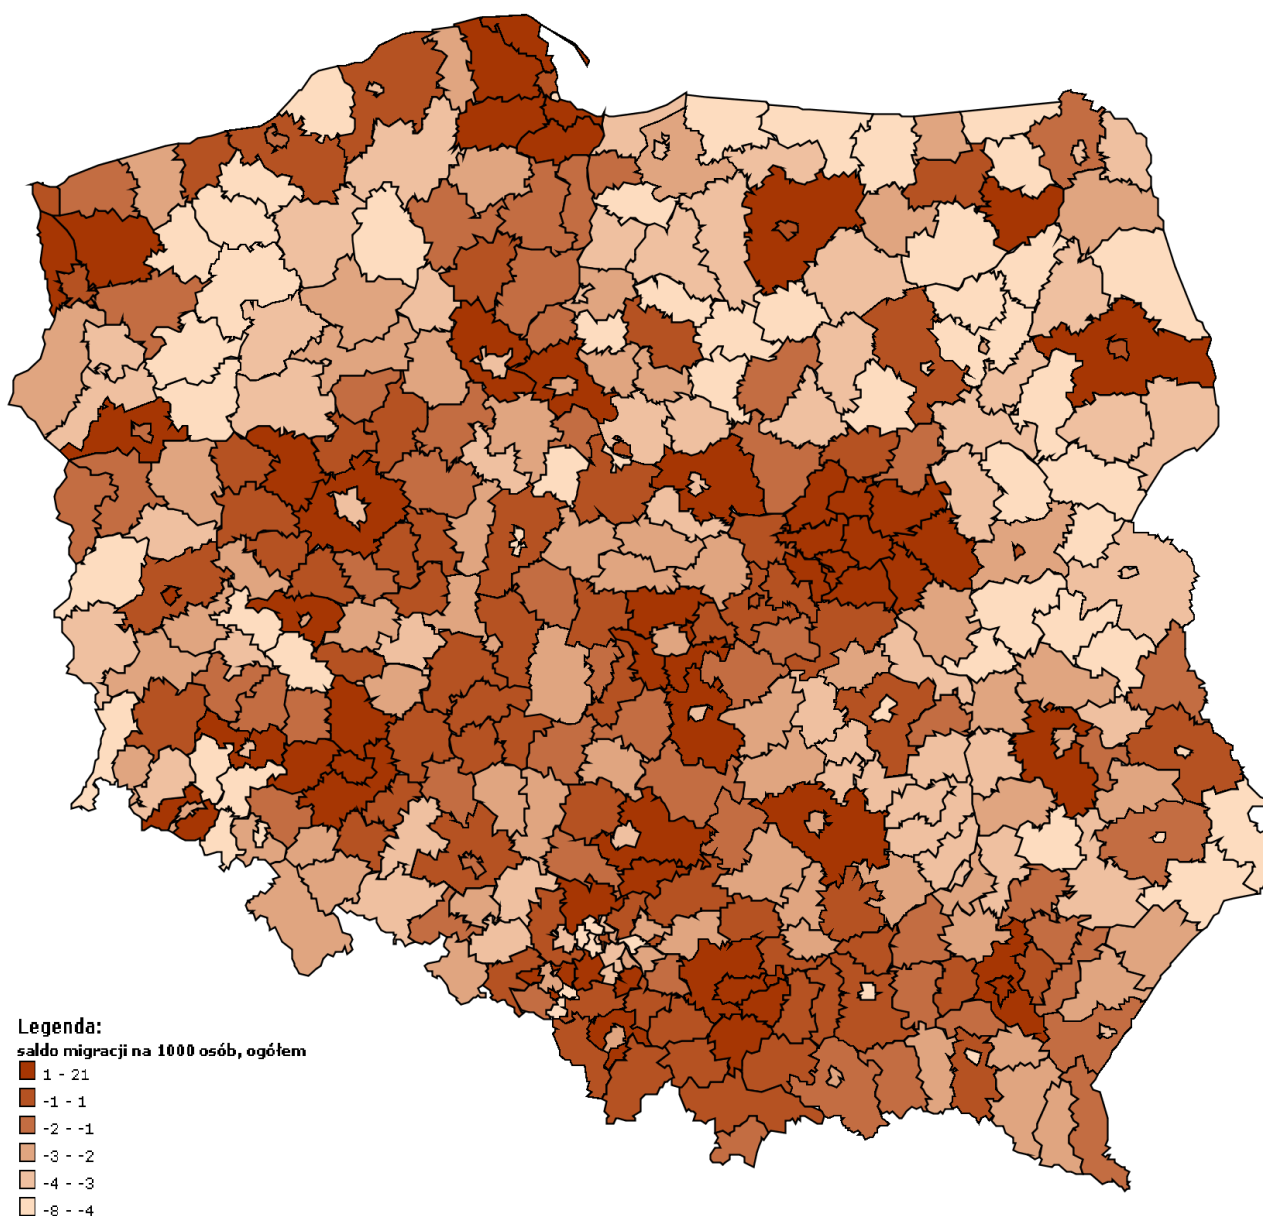 Legenda:
saldo migracji na 1000 osób, ogółem
1 - 21
-1 - 1
-2 - -1
-3 - -2
-4 - -3
-8 - -4